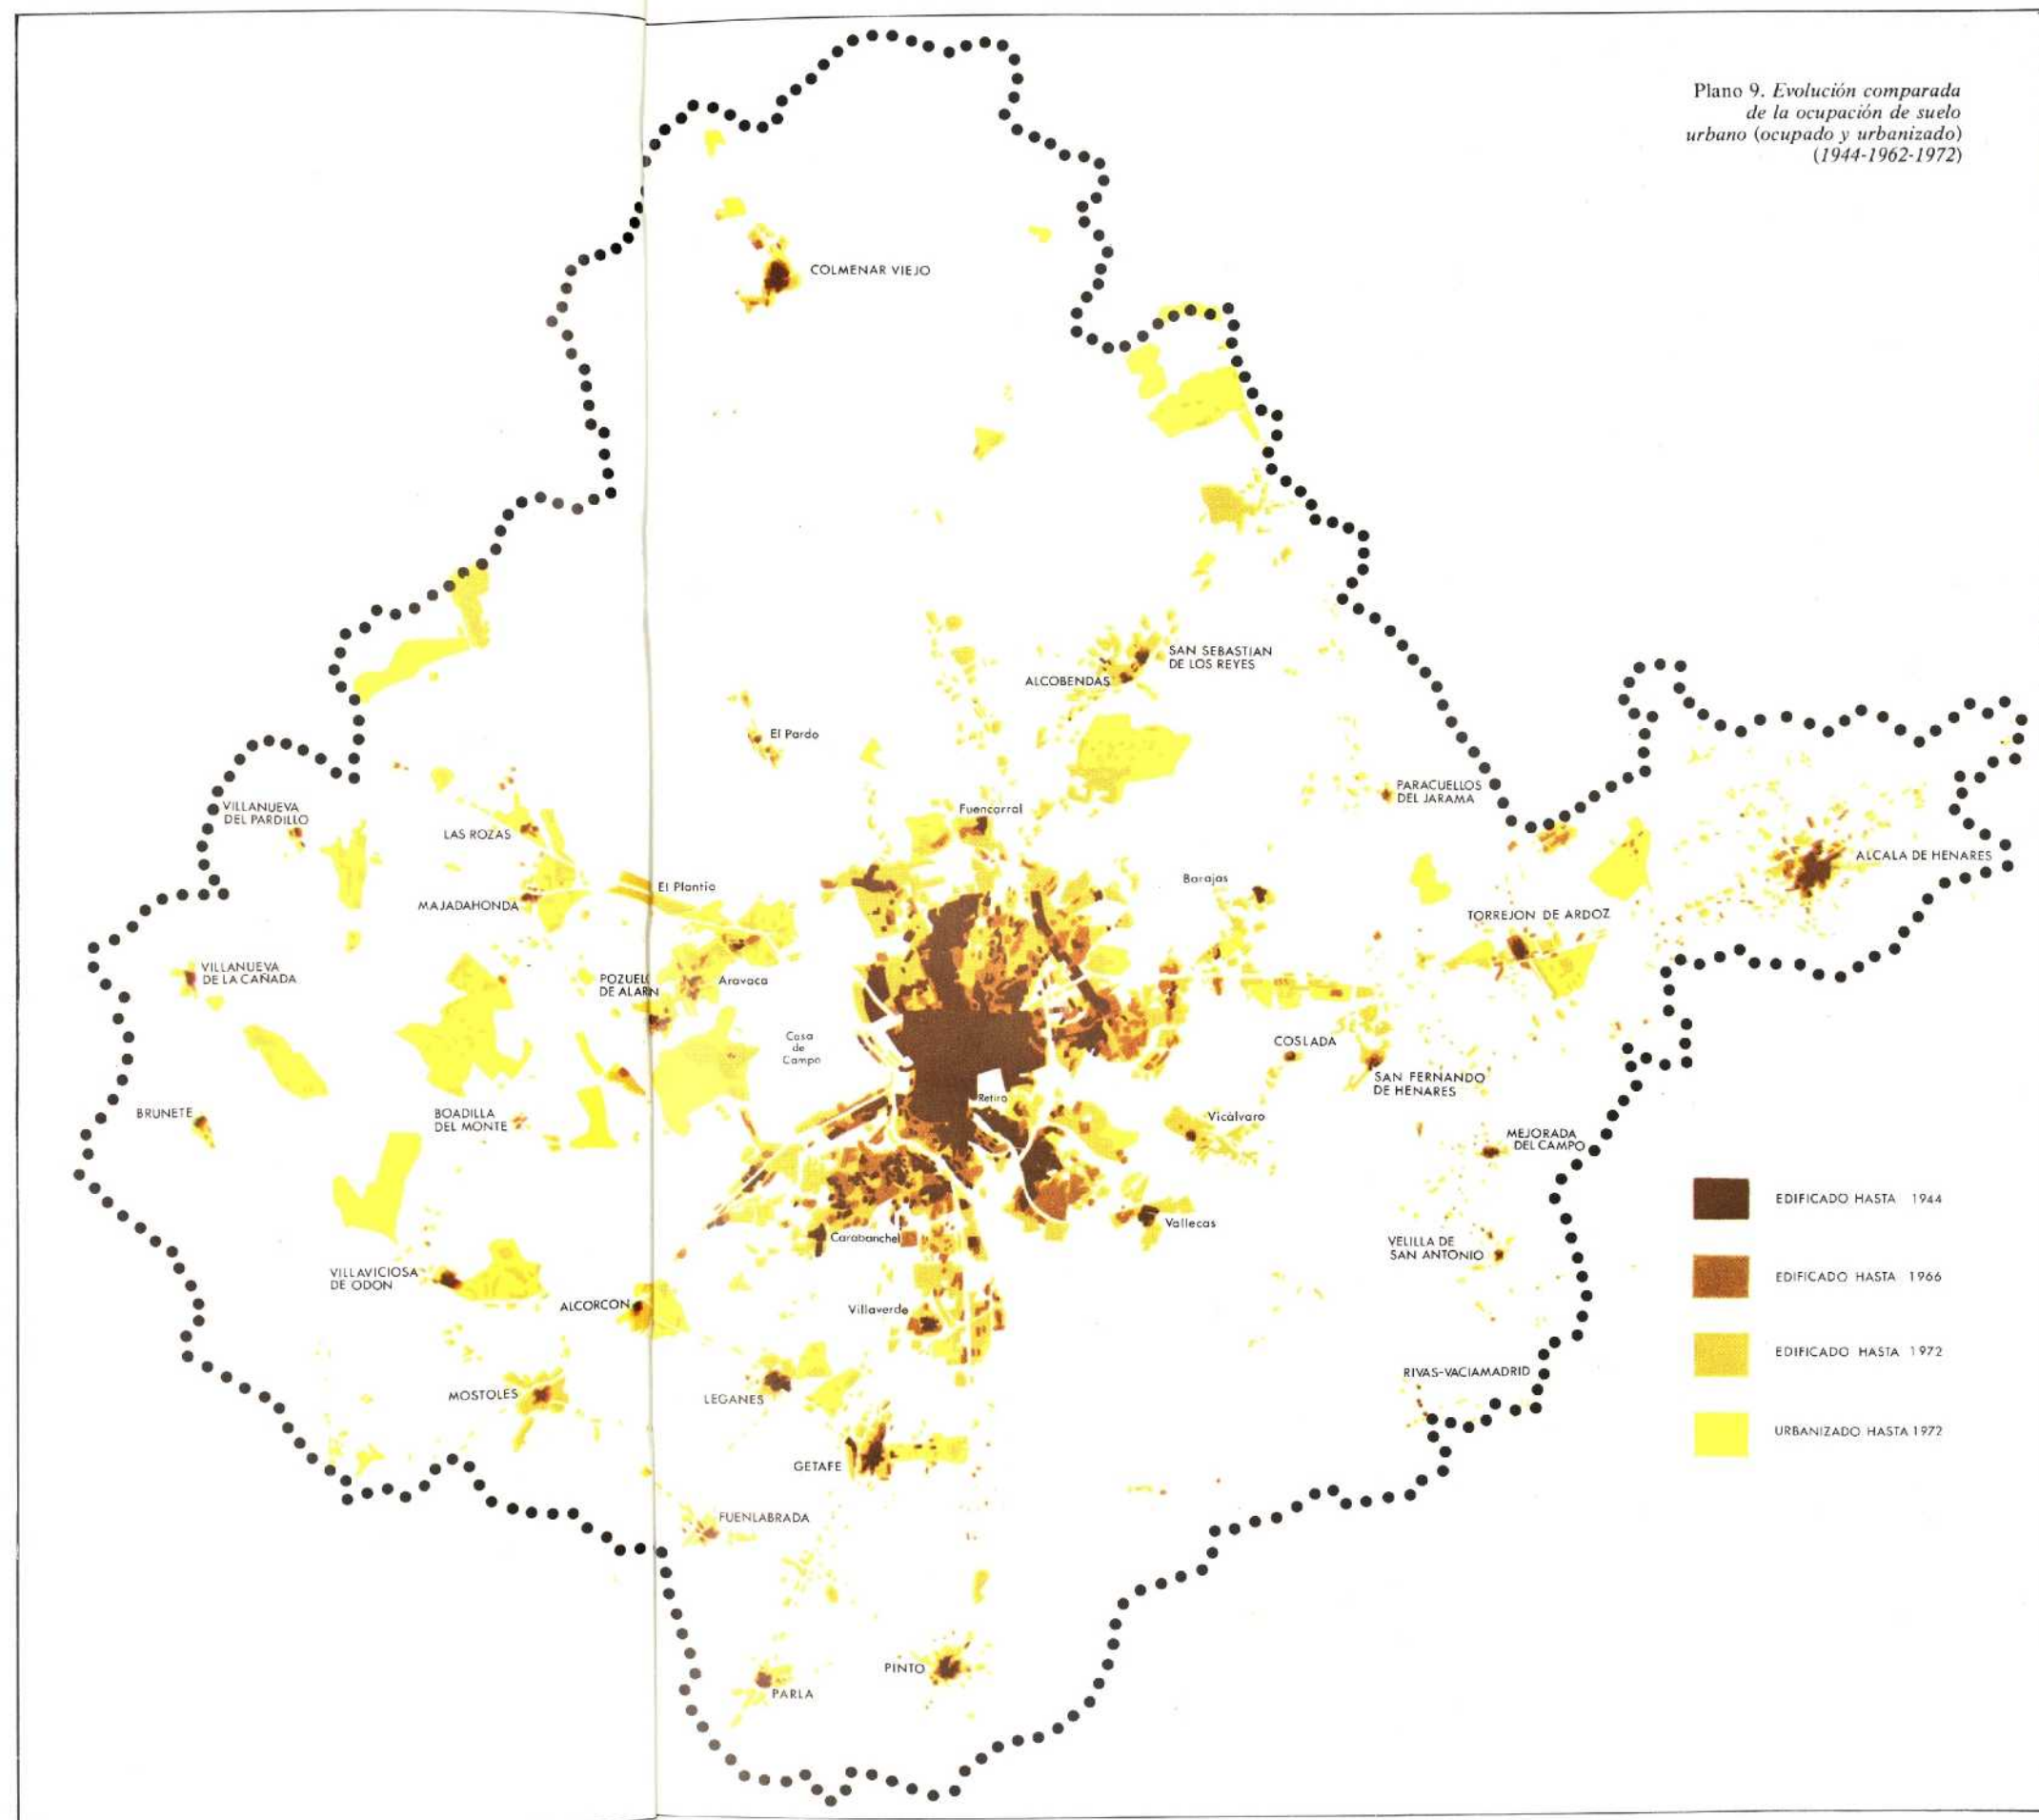 Plano 9. Evolución comparada
de la ocupación de suelo
urbano (ocupado y urbanizado)
(1944-1962-1972)
COLMENAR VIEJO
SAN SEBASTIAN
DE LOS REYES
ALCOBENDAS
El Pardo
PARACUELLOS
DEL JARAMA
VILLANUEVA
DEL PARDILLO
LAS ROZAS
Fuencarral
ALCALA DE HENARES
El Plantio
Barajas
MAJADAHONDA
TORREJON DE ARDOZ
VILLANUEVA
DE LA CAÑADA
POZUEL
DE ALARN
Aravaca
Casa
de
Campo
COSLADA
SAN FERNANDO
DE HENARES
Retiro
BRUNETE
BOADILLA
DEL MONTE
Vicálvaro
MEJORADA
DEL CAMPO
EDIFICADO HASTA 1944
Vallecas
Carabanchel
VELILLA DE
SAN ANTONIO
VILLAVICIOSA
DE ODON
EDIFICADO HASTA 1966
ALCORCON
Villaverde
EDIFICADO HASTA 1972
RIVAS-VACIAMADRID
MOSTOLES
LEGANES
URBANIZADO HASTA 1972
GETAFE
FUENLABRADA
PINTO
PARLA